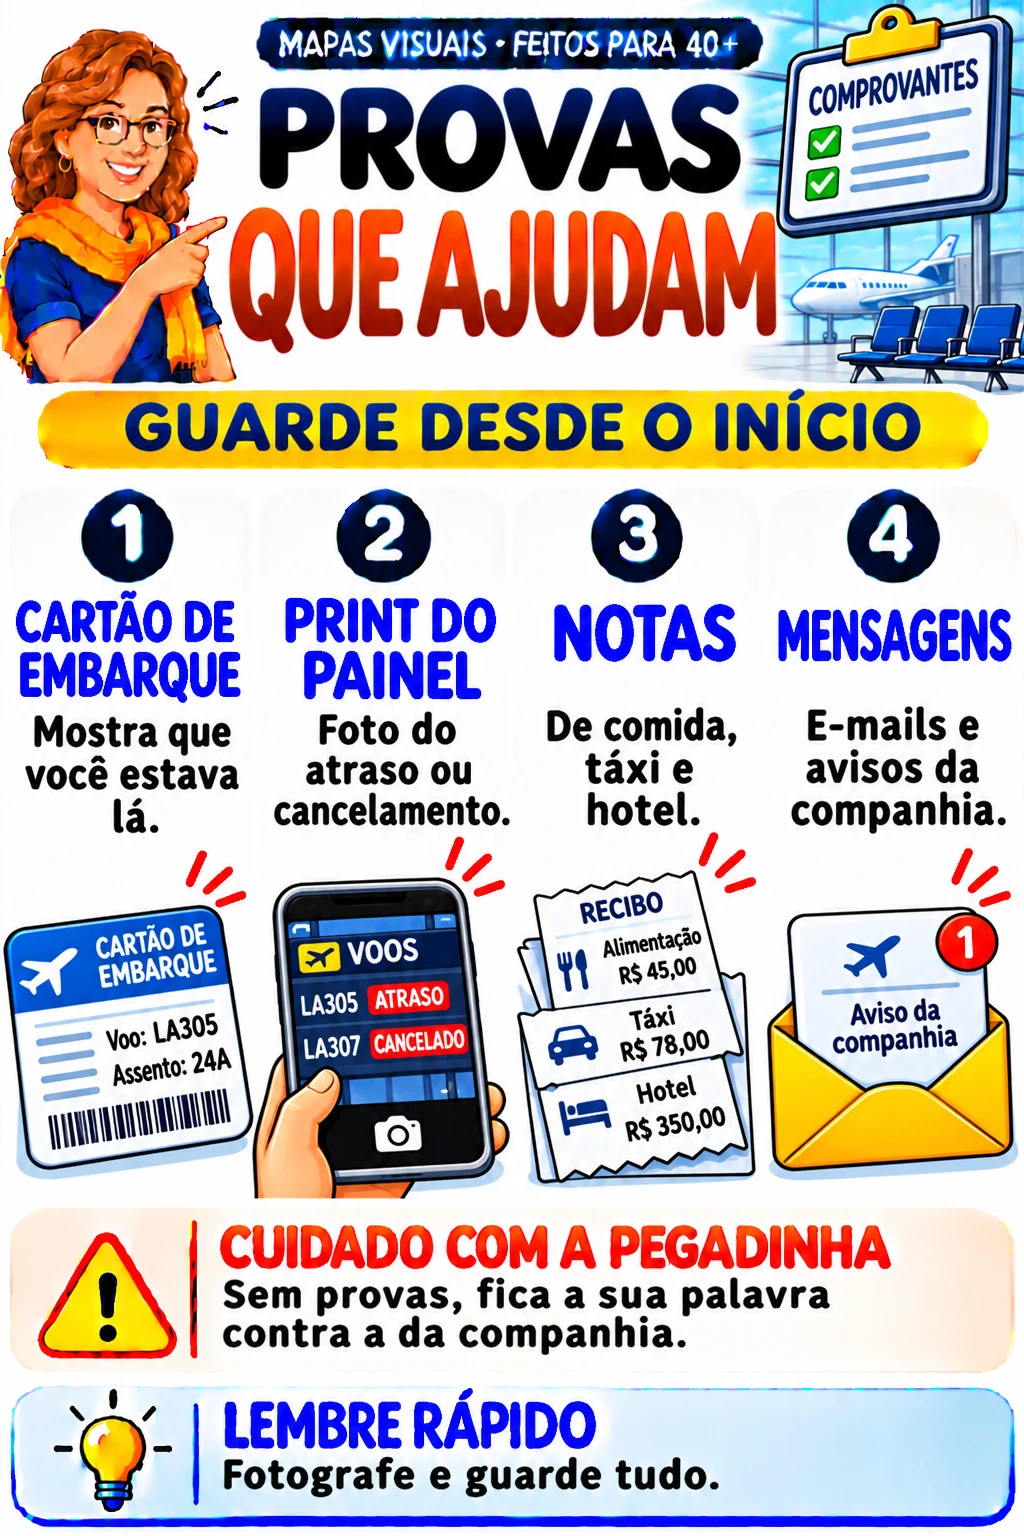 MAPAS VISUAIS • FEITOS PARA 40+
PROVAS
QUE AJUDAM
COMPROVANTES
GUARDE DESDE O INÍCIO
1
CARTÃO DE
EMBARQUE
Mostra que
você estava
lá.
2
PRINT DO
PAINEL
Foto do
atraso ou
cancelamento.
3
NOTAS
De comida,
táxi e
hotel.
4
MENSAGENS
E-mails e
avisos da
companhia.
CARTÃO DE
EMBARQUE
Voo: LA305
Assento: 24A
VOOS
LA305 ATRASO
LA307 CANCELADO
RECIBO
Alimentação
R$ 45,00
Táxi
R$ 78,00
Hotel
R$ 350,00
1
Aviso da
companhia
CUIDADO COM A PEGADINHA
Sem provas, fica a sua palavra
contra a da companhia.
LEMBRE RÁPIDO
Fotografe e guarde tudo.